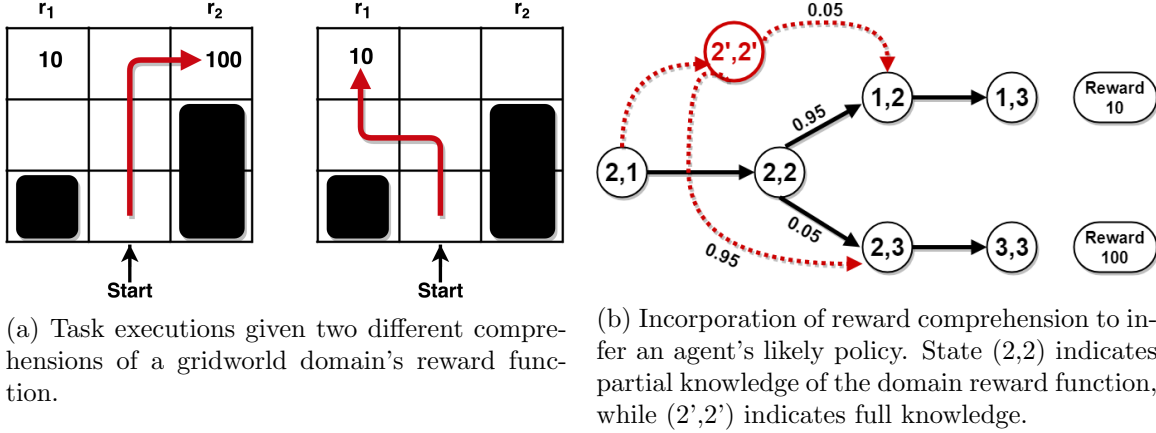 r1 r2 r1 r2
10 100 10
Start Start
(a) Task executions given two different compre-
hensions of a gridworld domain's reward func-
tion.
0.05
2',2'
1,2 1,3 Reward
10
0.95
2,1 2,2
0.05
0.95
2,3 3,3 Reward
100
(b) Incorporation of reward comprehension to in-
fer an agent's likely policy. State (2,2) indicates
partial knowledge of the domain reward function,
while (2',2') indicates full knowledge.